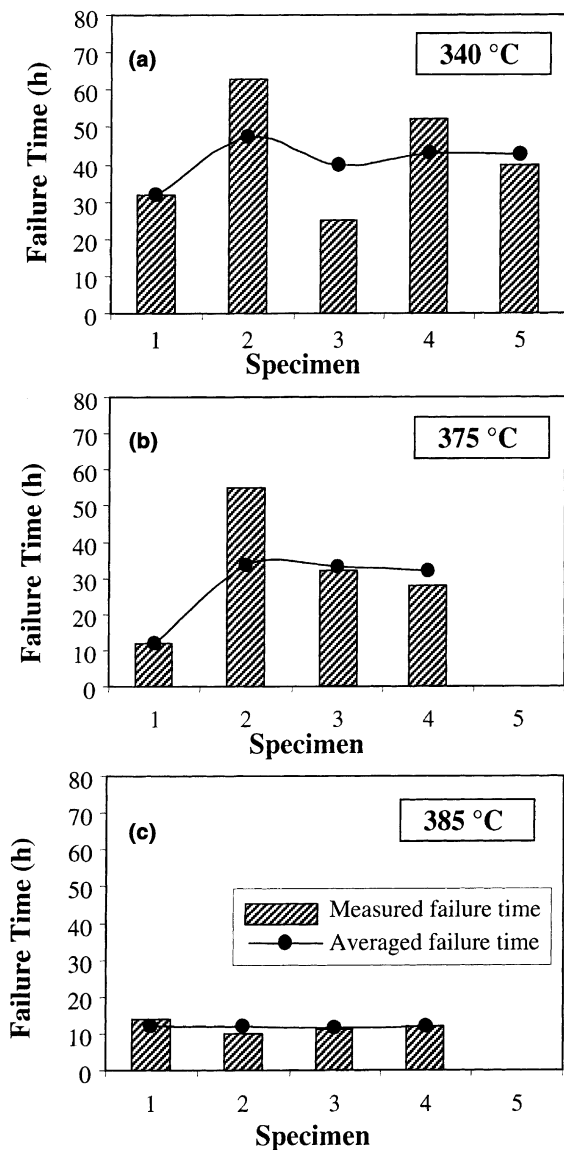 (a)
340 °C
Failure Time (h)
80
70
60
50
40
30
20
10
0
1 2 3 4 5
Specimen
(b)
375 °C
Failure Time (h)
80
70
60
50
40
30
20
10
0
1 2 3 4 5
Specimen
(c)
385 °C
Failure Time (h)
80
70
60
50
40
30
20
10
0
Measured failure time
Averaged failure time
1 2 3 4 5
Specimen